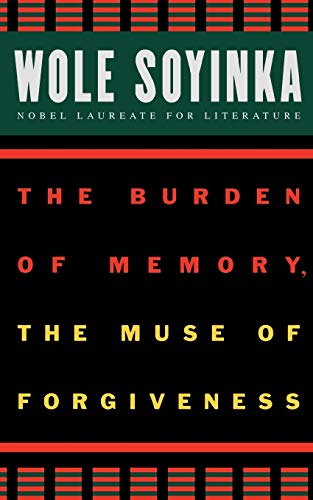 WOLE SOYINKA
NOBEL LAUREATE FOR LITERATURE
THE BURDEN
OF MEMORY,
THE MUSE OF
FORGIVENESS